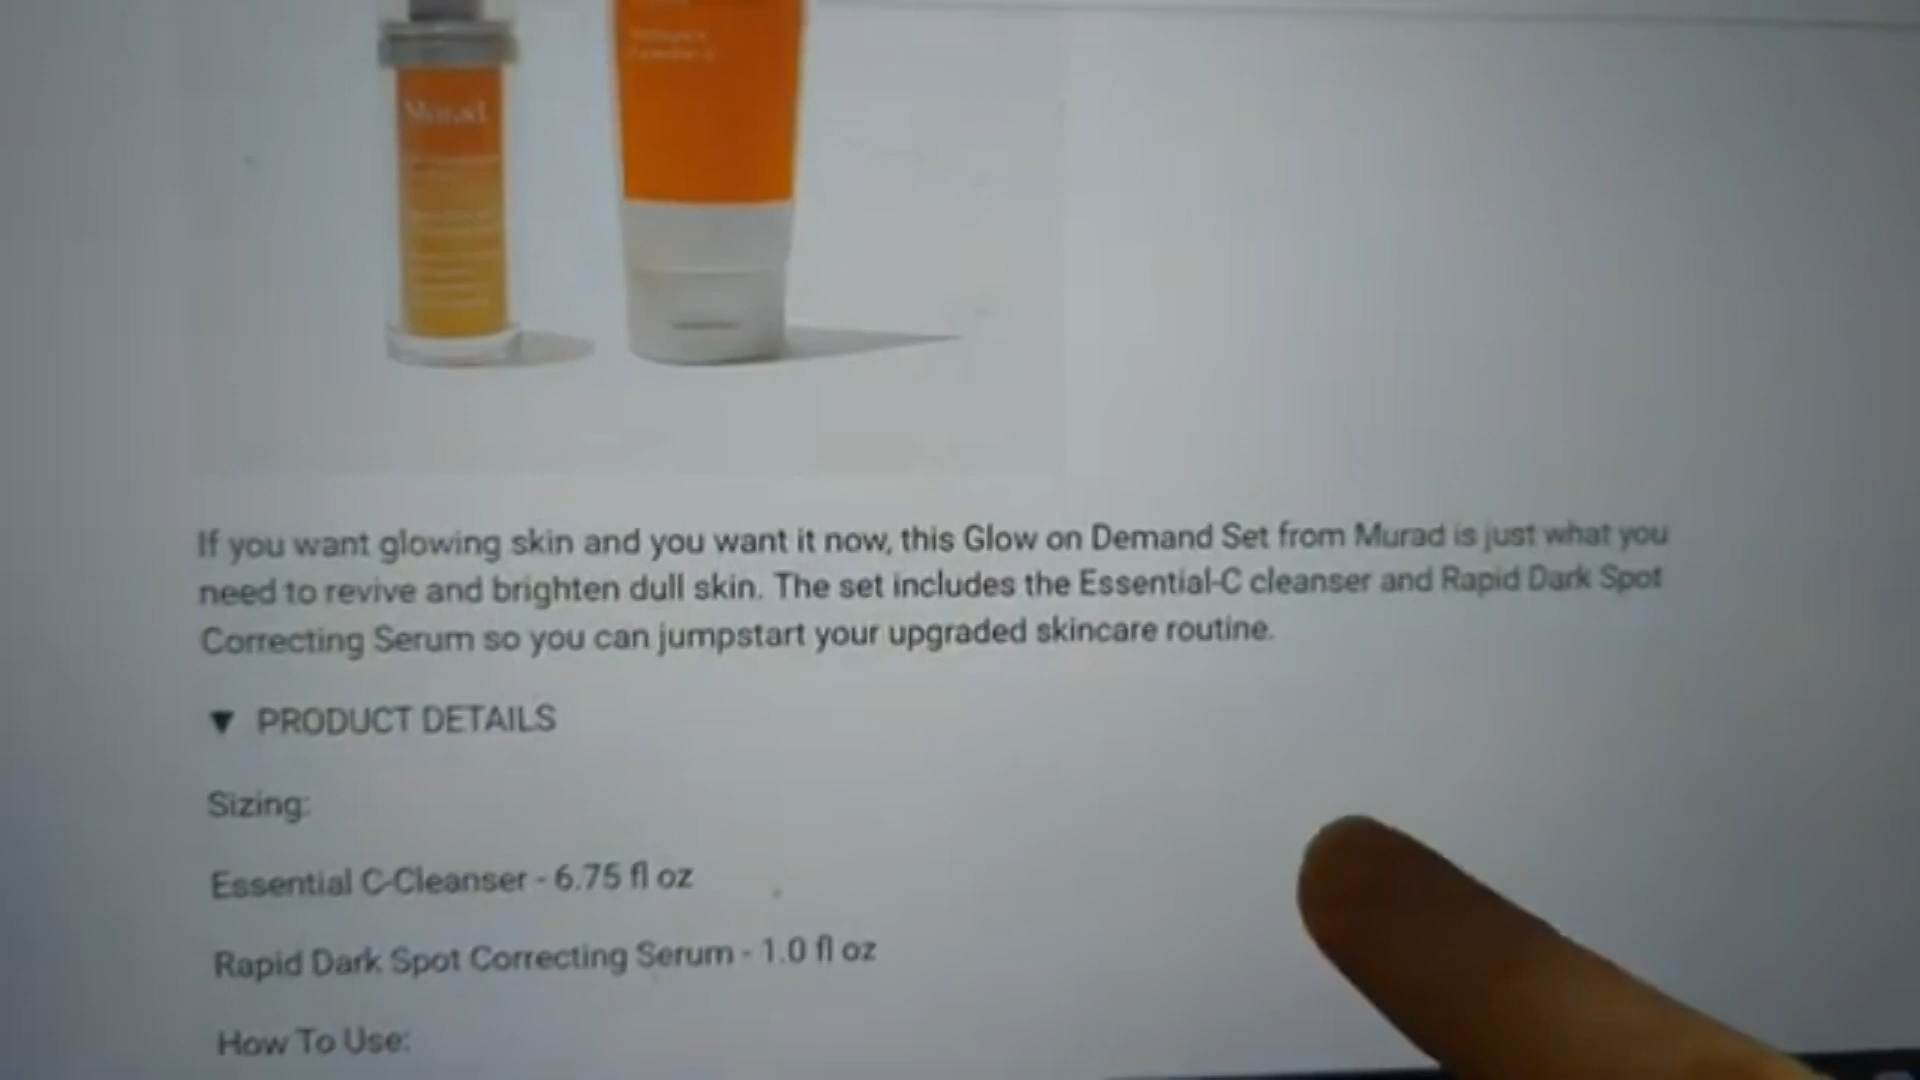 Murad
If you want glowing skin and you want it now, this Glow on Demand Set from Murad is just what you
need to revive and brighten dull skin. The set includes the Essential-C cleanser and Rapid Dark Spot
Correcting Serum so you can jumpstart your upgraded skincare routine.
▼ PRODUCT DETAILS
Sizing:
Essential C-Cleanser - 6.75 fl oz
Rapid Dark Spot Correcting Serum - 1.0 fl oz
How To Use: